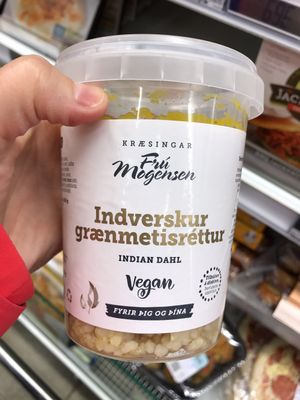 KRÆSINGAR
Frú
Mogensen
Indverskur
grænmetisréttur
INDIAN DAHL
Vegan
FYRIR ÞIG OG ÞÍNA